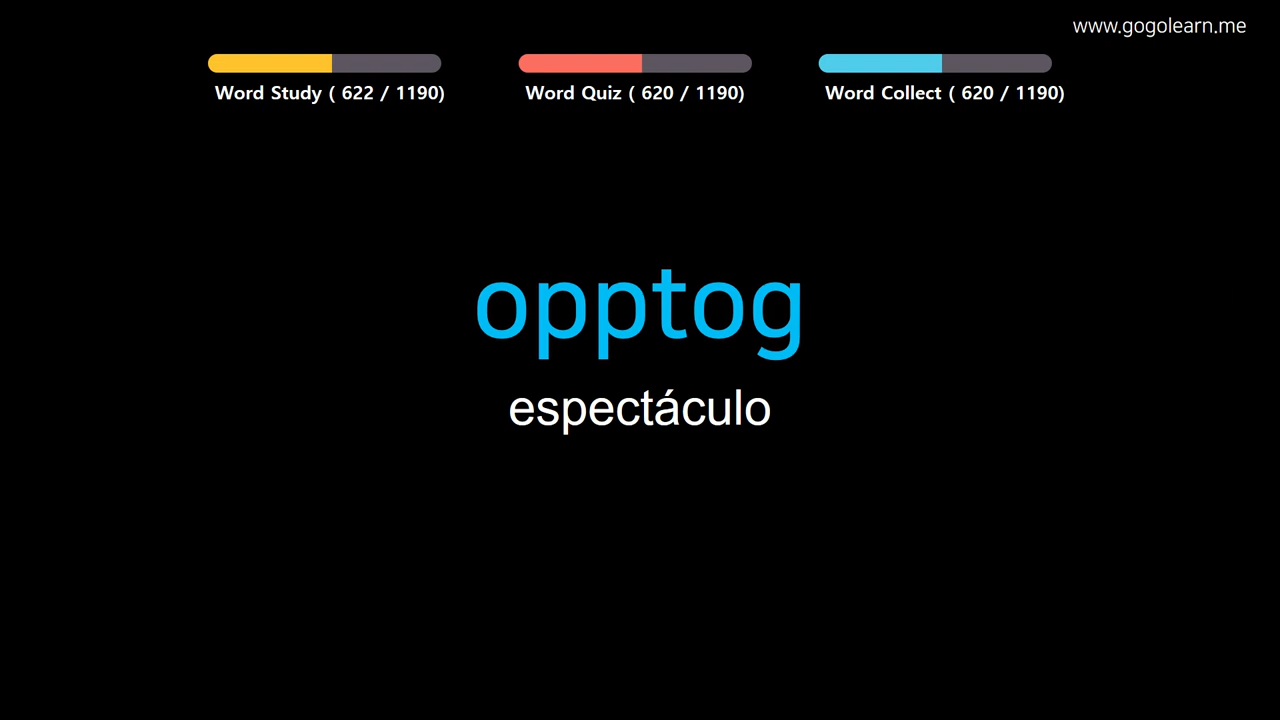 www.gogolearn.me
Word Study ( 622 / 1190)
Word Quiz ( 620 / 1190)
Word Collect ( 620 / 1190)
opptog
espectáculo